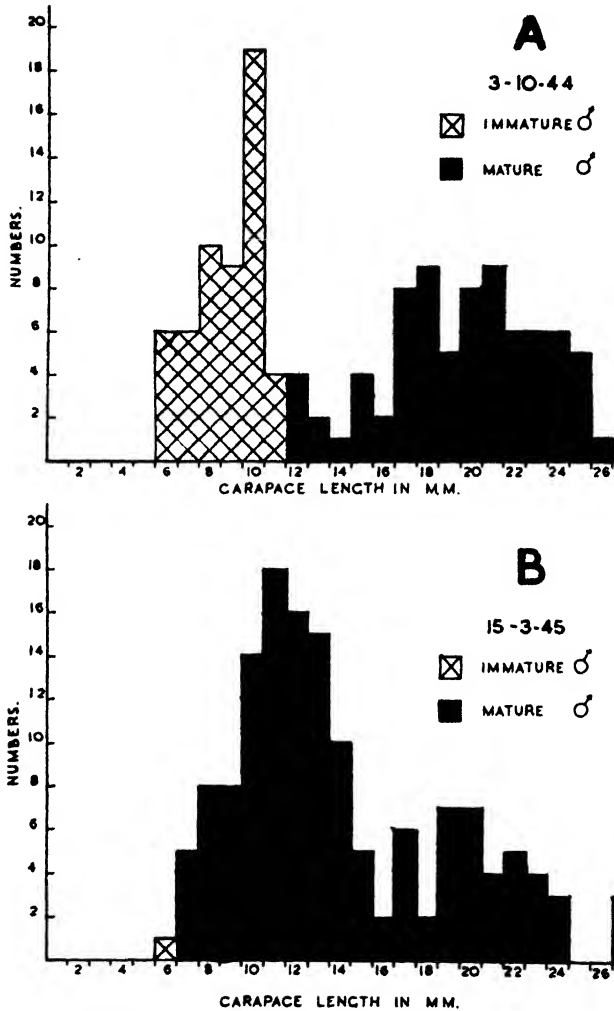 20
18
16
14
12
10
8
6
4
2
NUMBERS.
A
3-10-44
IMMATURE ♂
MATURE ♂
2 4 6 8 10 12 14 16 18 20 22 24 26
CARAPACE LENGTH IN M.M.
20
18
16
14
12
10
8
6
4
2
NUMBERS.
B
15-3-45
IMMATURE ♂
MATURE ♂
2 4 6 8 10 12 14 16 18 20 22 24 26
CARAPACE LENGTH IN M.M.